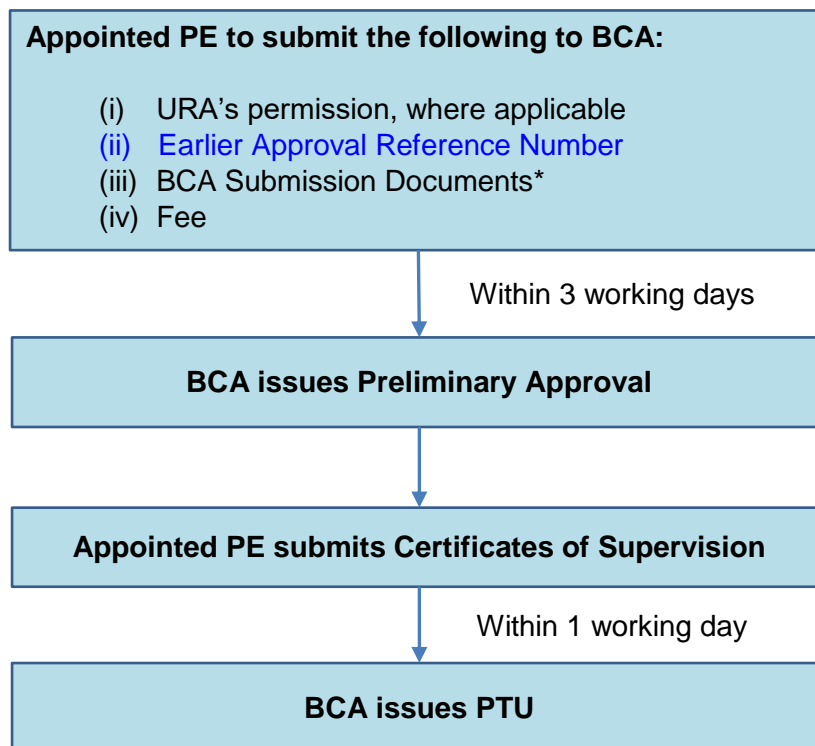 Appointed PE to submit the following to BCA:
(i) URA’s permission, where applicable
(ii) Earlier Approval Reference Number
(iii) BCA Submission Documents*
(iv) Fee
Within 3 working days
BCA issues Preliminary Approval
Appointed PE submits Certificates of Supervision
Within 1 working day
BCA issues PTU